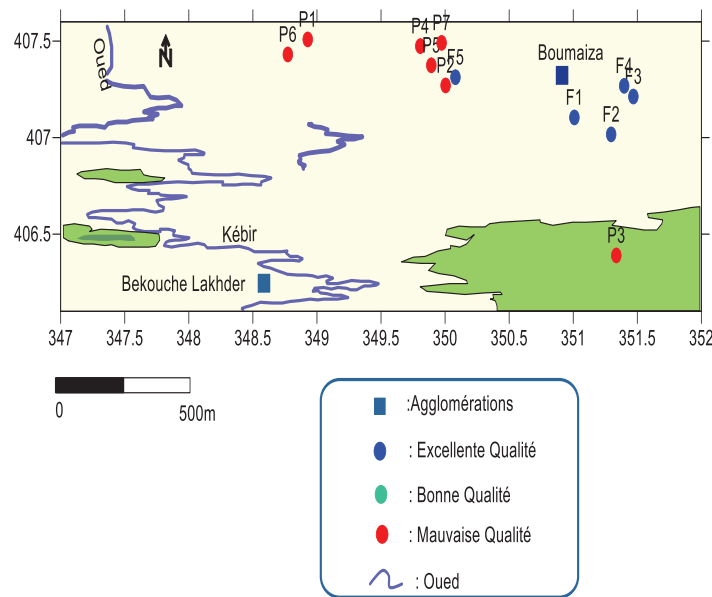 407.5
407
406.5
Oued
N
P6
P1
P4
P7
P5
P2
F5
Boumaiza
F1
F4
F3
F2
P3
Kébir
Bekouche Lakhder
347 347.5 348 348.5 349 349.5 350 350.5 351 351.5 352
0 500m
:Agglomérations
: Excellente Qualité
: Bonne Qualité
: Mauvaise Qualité
: Oued